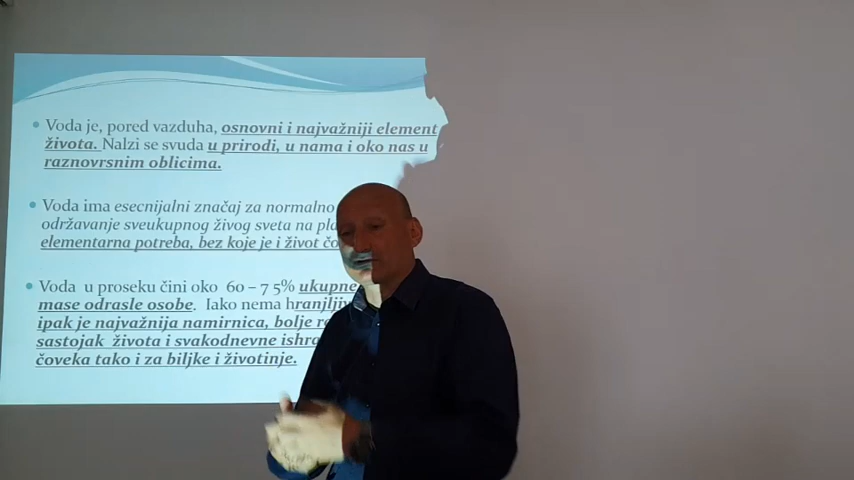 Voda je, pored vazduha, osnovni i najvažniji element
života. Nalzi se svuda u prirodi, u nama i oko nas u
raznovrsnim oblicima.
Voda ima esecnijalni značaj za normalno
održavanje sveukupnog živog sveta na
elementarna potreba, bez koje je i život
Voda u proseku čini oko 60 – 75% ukupne
mase odrasle osobe. Iako nema
ipak je najvažnija namirnica, bolje
sastojak života i svakodnevne
čoveka tako i za biljke i životinje.